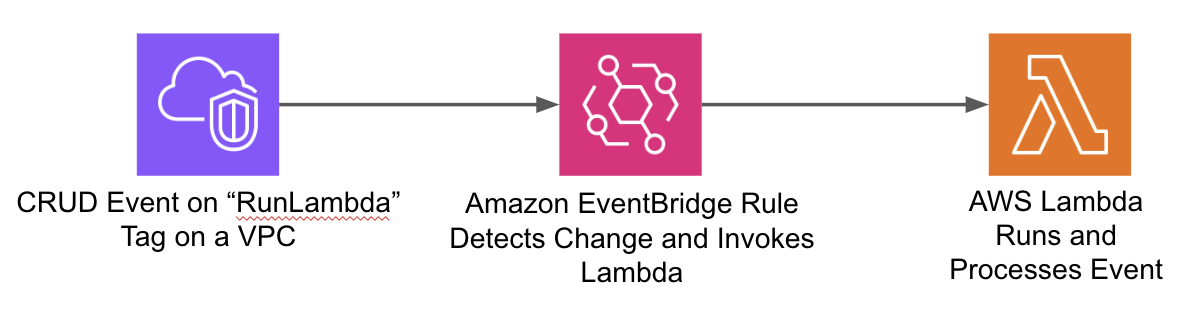 CRUD Event on “RunLambda”
Tag on a VPC
Amazon EventBridge Rule
Detects Change and Invokes
Lambda
AWS Lambda
Runs and
Processes Event